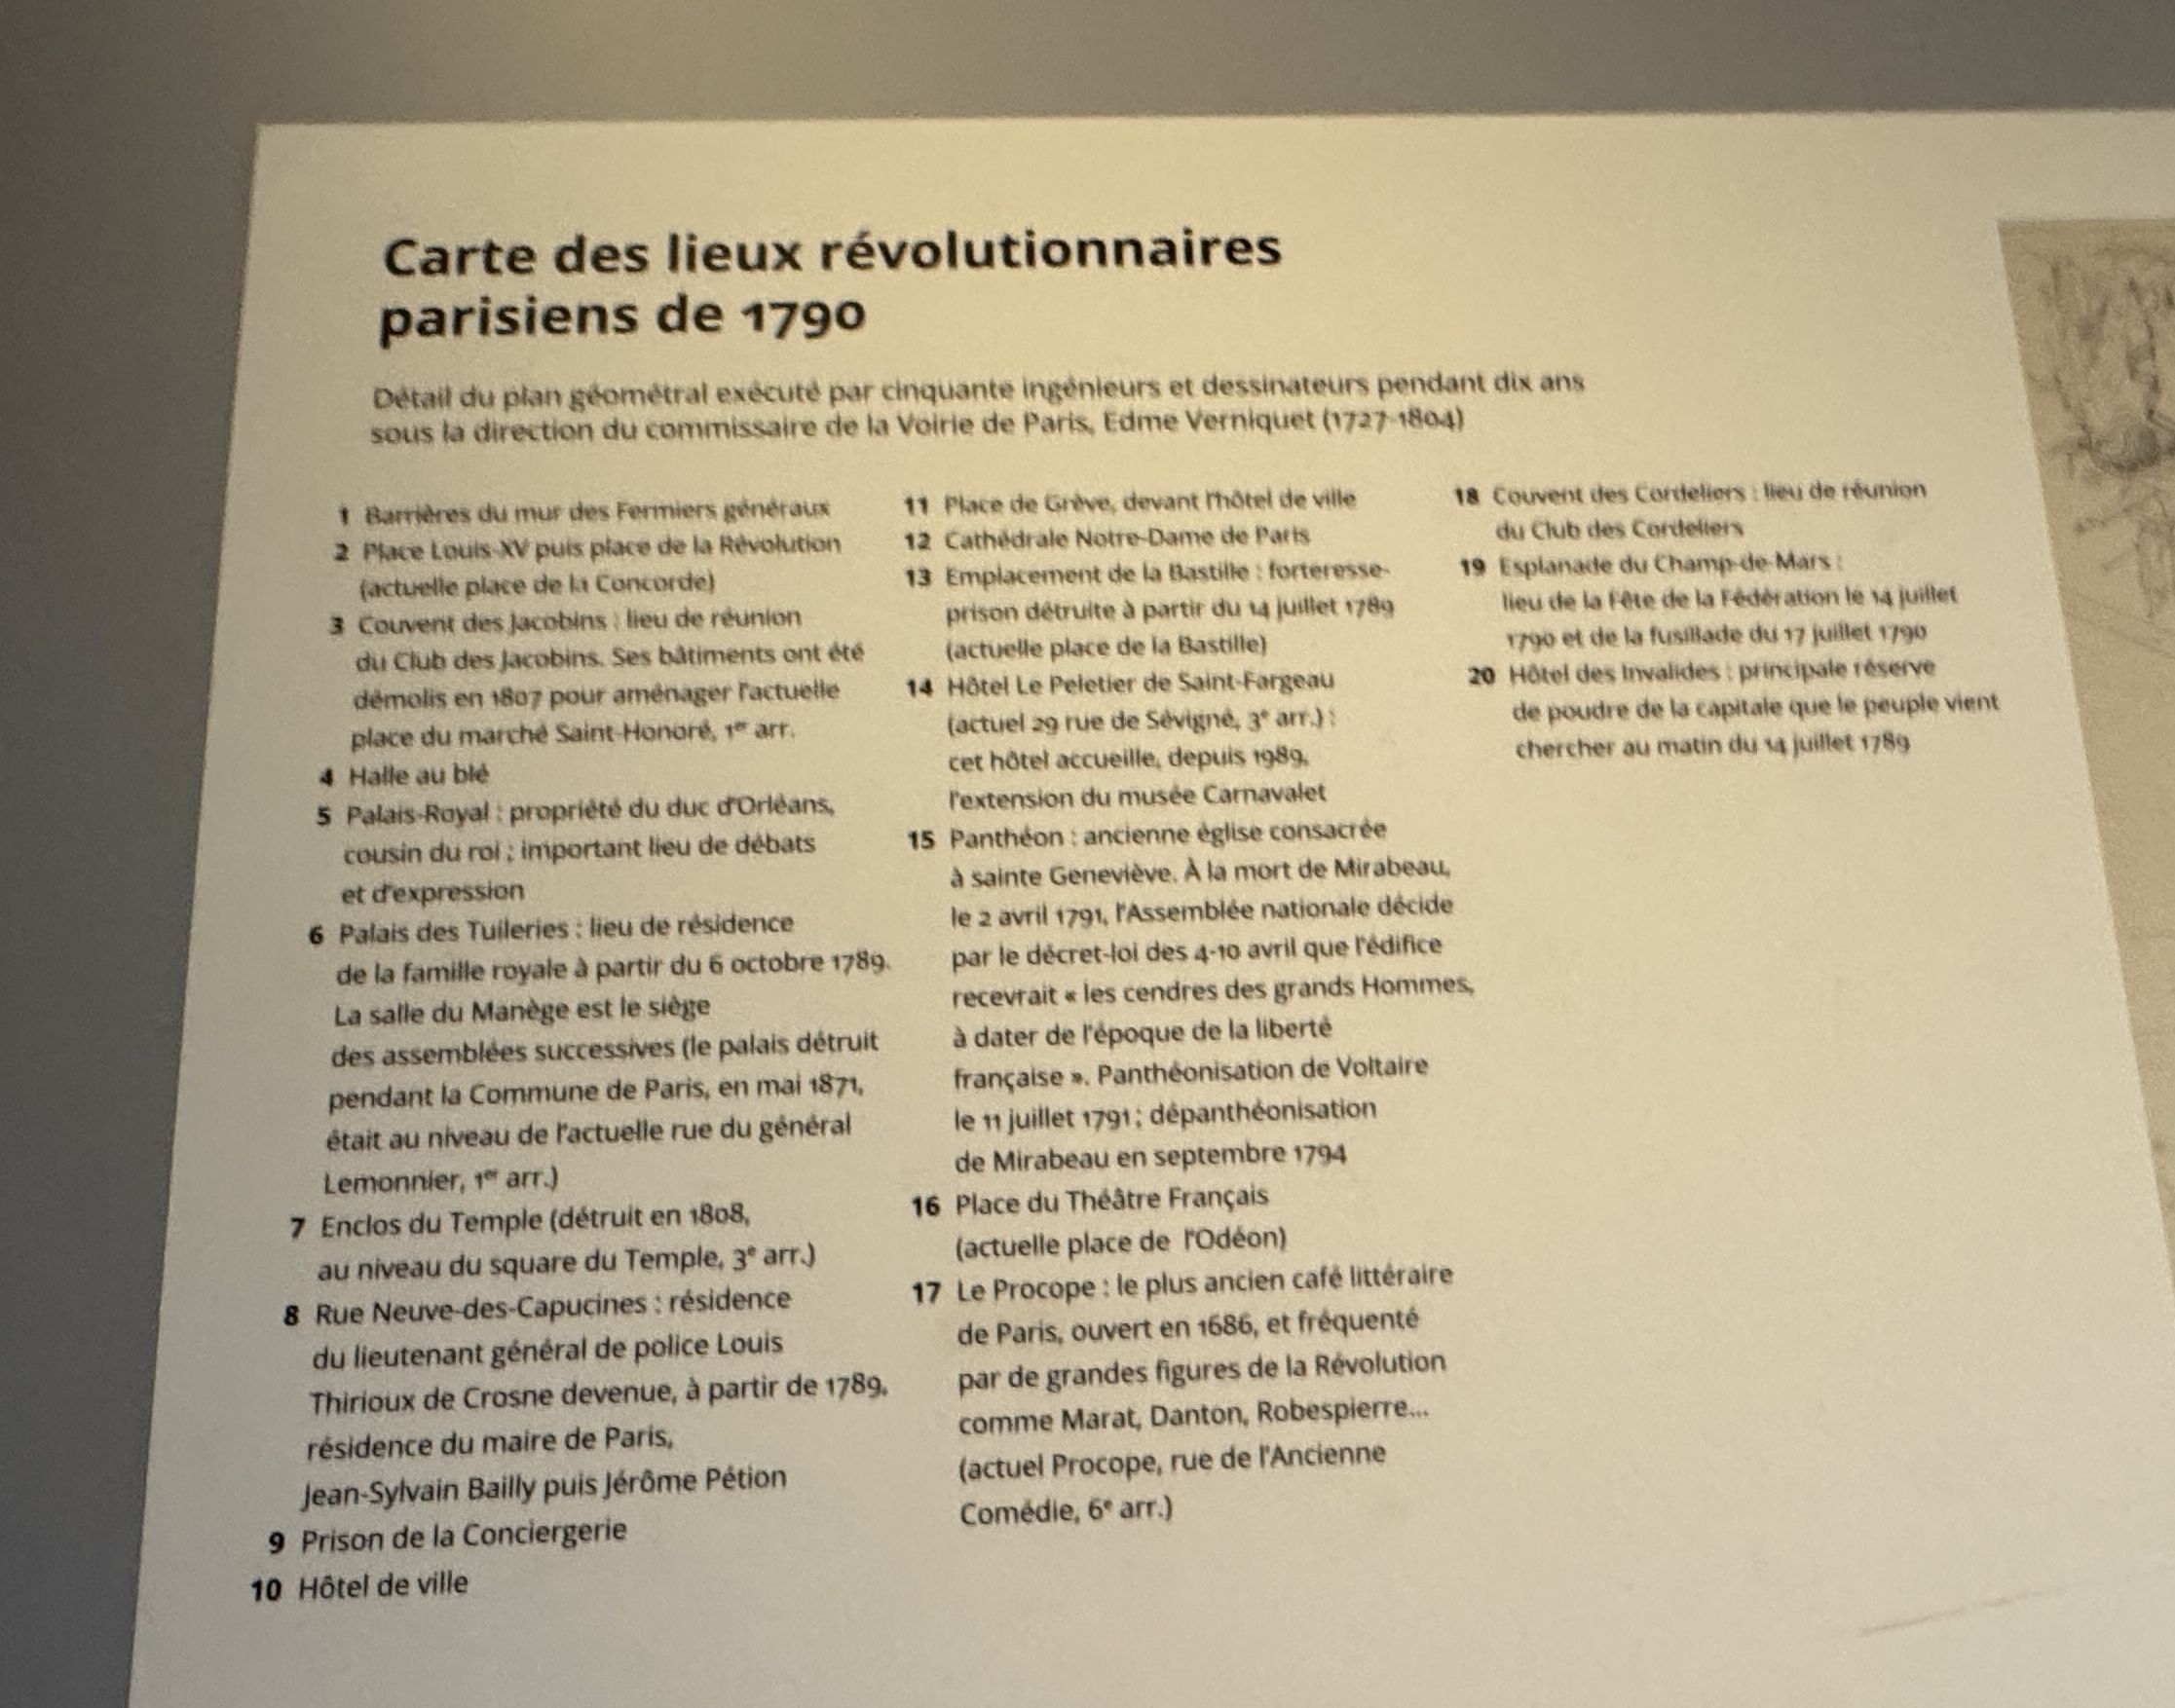 Carte des lieux révolutionnaires
parisiens de 1790
Détail du plan géométral exécuté par cinquante ingénieurs et dessinateurs pendant dix ans
sous la direction du commissaire de la Voirie de Paris, Edme Verniquet (1727-1804)
1 Barrières du mur des Fermiers généraux
2 Place Louis-XV puis place de la Révolution
(actuelle place de la Concorde)
3 Couvent des Jacobins : lieu de réunion
du Club des Jacobins. Ses bâtiments ont été
démolis en 1807 pour aménager l'actuelle
place du marché Saint-Honoré, 1er arr.
4 Halle au blé
5 Palais-Royal : propriété du duc d'Orléans,
cousin du roi ; important lieu de débats
et d'expression
6 Palais des Tuileries : lieu de résidence
de la famille royale à partir du 6 octobre 1789.
La salle du Manège est le siège
des assemblées successives (le palais détruit
pendant la Commune de Paris, en mai 1871,
était au niveau de l'actuelle rue du général
Lemonnier, 1er arr.)
7 Enclos du Temple (détruit en 1808,
au niveau du square du Temple, 3e arr.)
8 Rue Neuve-des-Capucines : résidence
du lieutenant général de police Louis
Thirioux de Crosne devenue, à partir de 1789,
résidence du maire de Paris,
Jean-Sylvain Bailly puis Jérôme Pétion
9 Prison de la Conciergerie
10 Hôtel de ville
11 Place de Grève, devant l'hôtel de ville
12 Cathédrale Notre-Dame de Paris
13 Emplacement de la Bastille : forteresse-
prison détruite à partir du 14 juillet 1789
(actuelle place de la Bastille)
14 Hôtel Le Peletier de Saint-Fargeau
(actuel 29 rue de Sévigné, 3e arr.) :
cet hôtel accueille, depuis 1989,
l'extension du musée Carnavalet
15 Panthéon : ancienne église consacrée
à sainte Geneviève. À la mort de Mirabeau,
le 2 avril 1791, l'Assemblée nationale décide
par le décret-loi des 4-10 avril que l'édifice
recevrait « les cendres des grands Hommes,
à dater de l'époque de la liberté
française ». Panthéonisation de Voltaire
le 11 juillet 1791 ; dépanthéonisation
de Mirabeau en septembre 1794
16 Place du Théâtre Français
(actuelle place de l'Odéon)
17 Le Procope : le plus ancien café littéraire
de Paris, ouvert en 1686, et fréquenté
par de grandes figures de la Révolution
comme Marat, Danton, Robespierre...
(actuel Procope, rue de l'Ancienne
Comédie, 6e arr.)
18 Couvent des Cordeliers : lieu de réunion
du Club des Cordeliers
19 Esplanade du Champ-de-Mars :
lieu de la Fête de la Fédération le 14 juillet
1790 et de la fusillade du 17 juillet 1790
20 Hôtel des Invalides : principale réserve
de poudre de la capitale que le peuple vient
chercher au matin du 14 juillet 1789